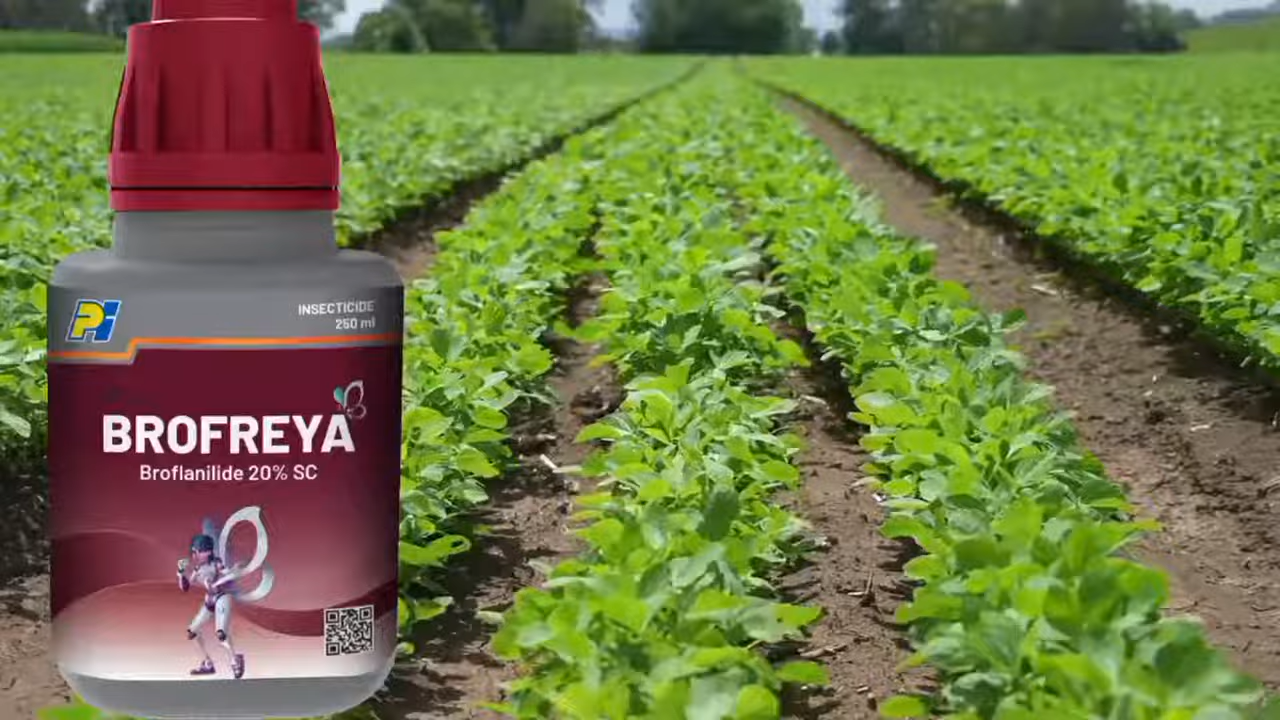 PI
INSECTICIDE
250 ml
BROFREYA
Broflanilide 20% SC